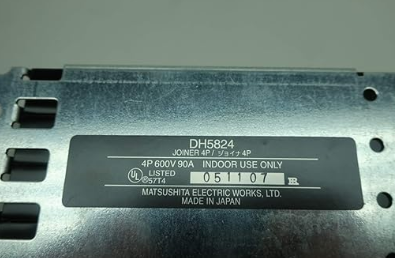 DH5824
JOINER 4P / ジョイナ 4P
4P 600V 90A INDOOR USE ONLY
UL LISTED 051107 R
57T4
MATSUSHITA ELECTRIC WORKS, LTD.
MADE IN JAPAN